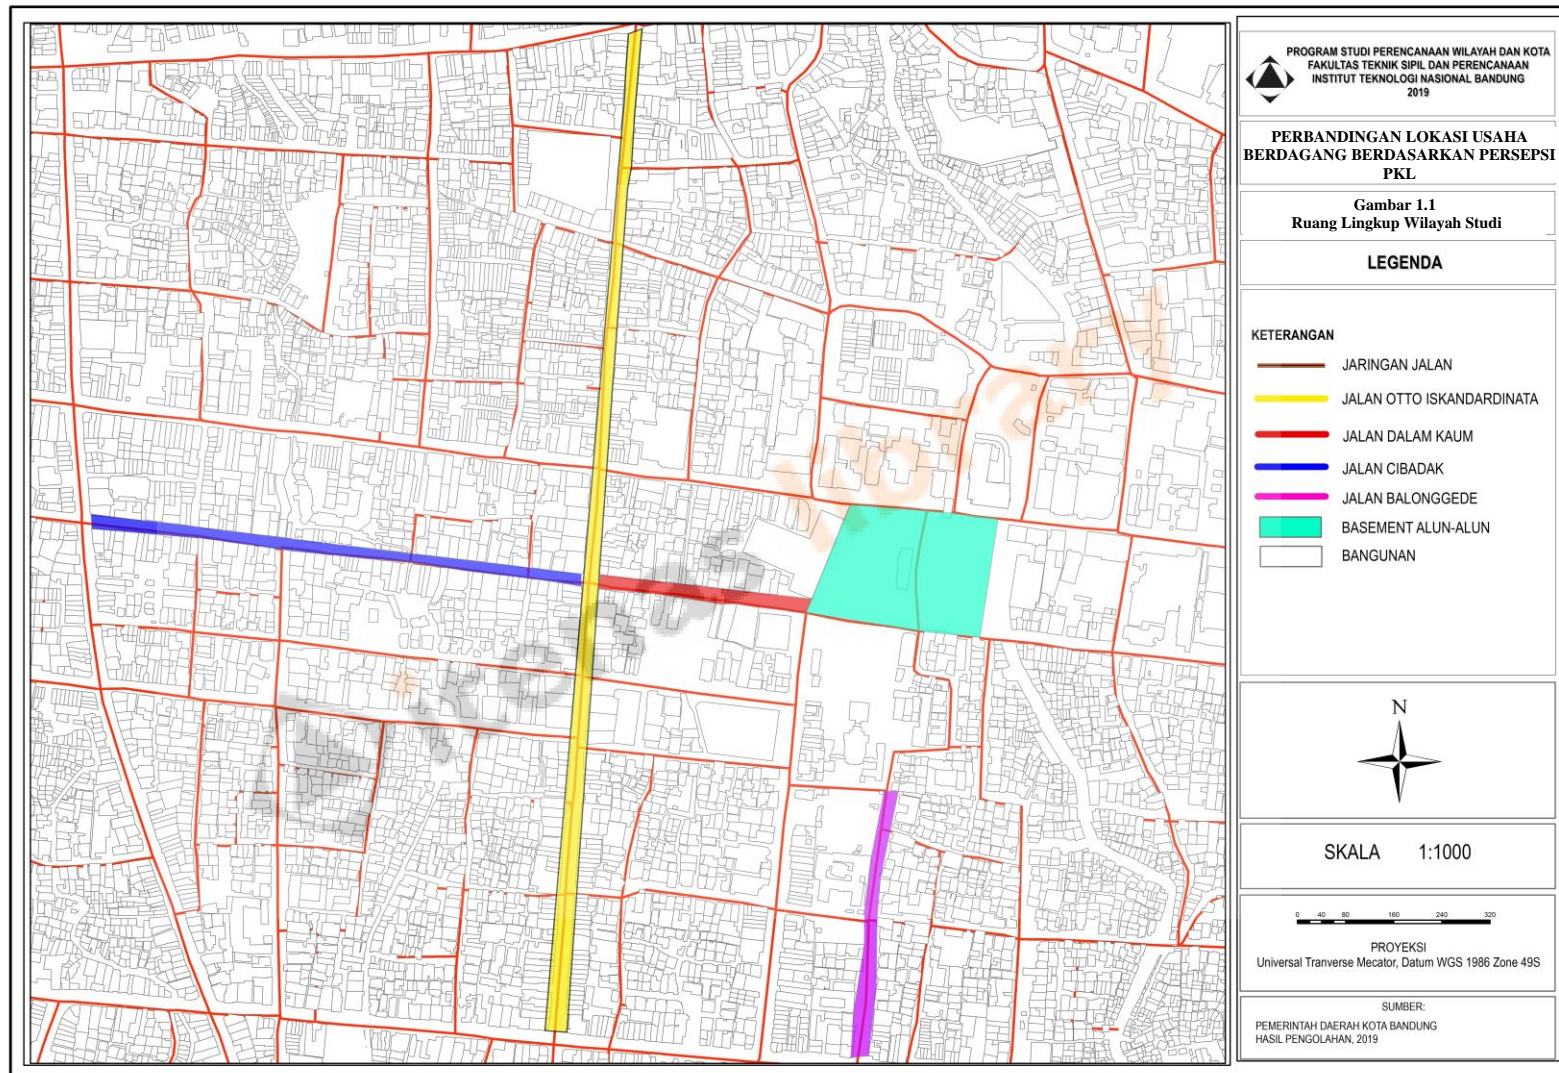 PROGRAM STUDI PERENCANAAN WILAYAH DAN KOTA
FAKULTAS TEKNIK SIPIL DAN PERENCANAAN
INSTITUT TEKNOLOGI NASIONAL BANDUNG
2019
PERBANDINGAN LOKASI USAHA
BERDAGANG BERDASARKAN PERSEPSI
PKL
Gambar 1.1
Ruang Lingkup Wilayah Studi
LEGENDA
KETERANGAN
JARINGAN JALAN
JALAN OTTO ISKANDARDINATA
JALAN DALAM KAUM
JALAN CIBADAK
JALAN BALONGGEDE
BASEMENT ALUN-ALUN
BANGUNAN
N
SKALA 1:1000
0 40 80 160 240 320
PROYEKSI
Universal Tranverse Mecator, Datum WGS 1986 Zone 49S
SUMBER:
PEMERINTAH DAERAH KOTA BANDUNG
HASIL PENGOLAHAN, 2019
itenas library